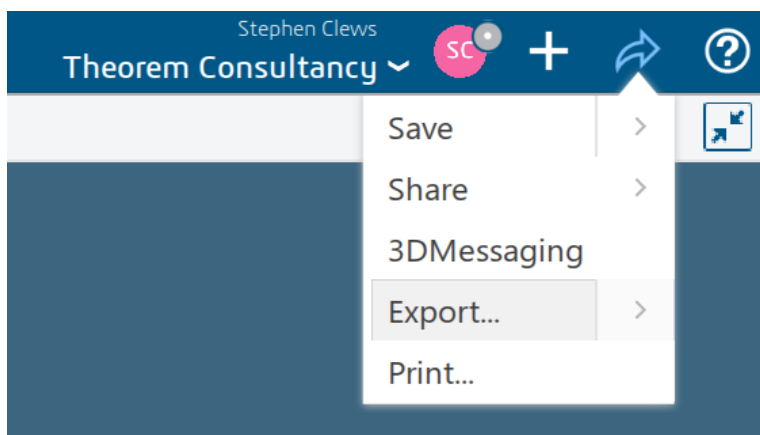 Stephen Clews
Theorem Consultancy
SC
Save
Share
3DMessaging
Export...
Print...